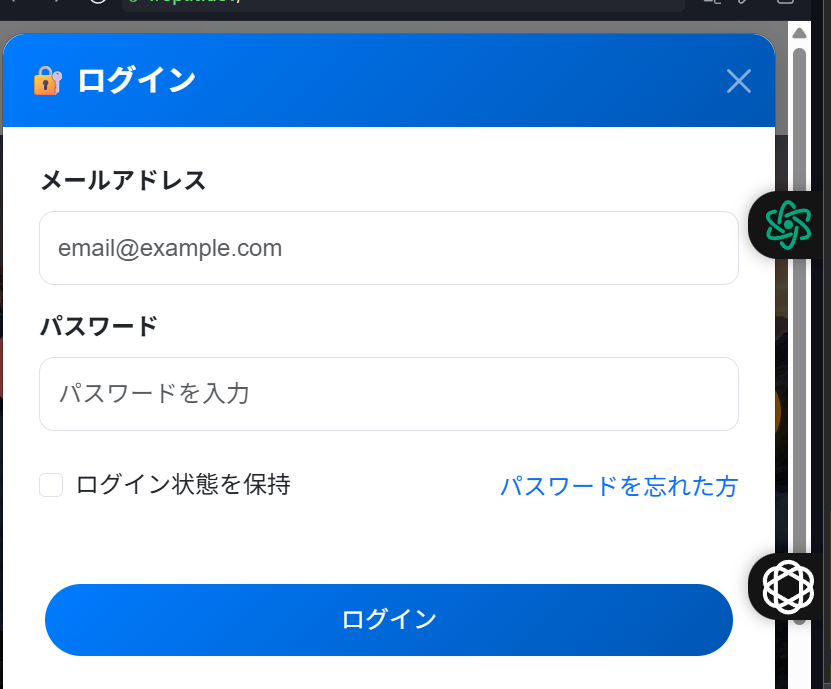 ログイン
メールアドレス
email@example.com
パスワード
パスワードを入力
ログイン状態を保持
パスワードを忘れた方
ログイン